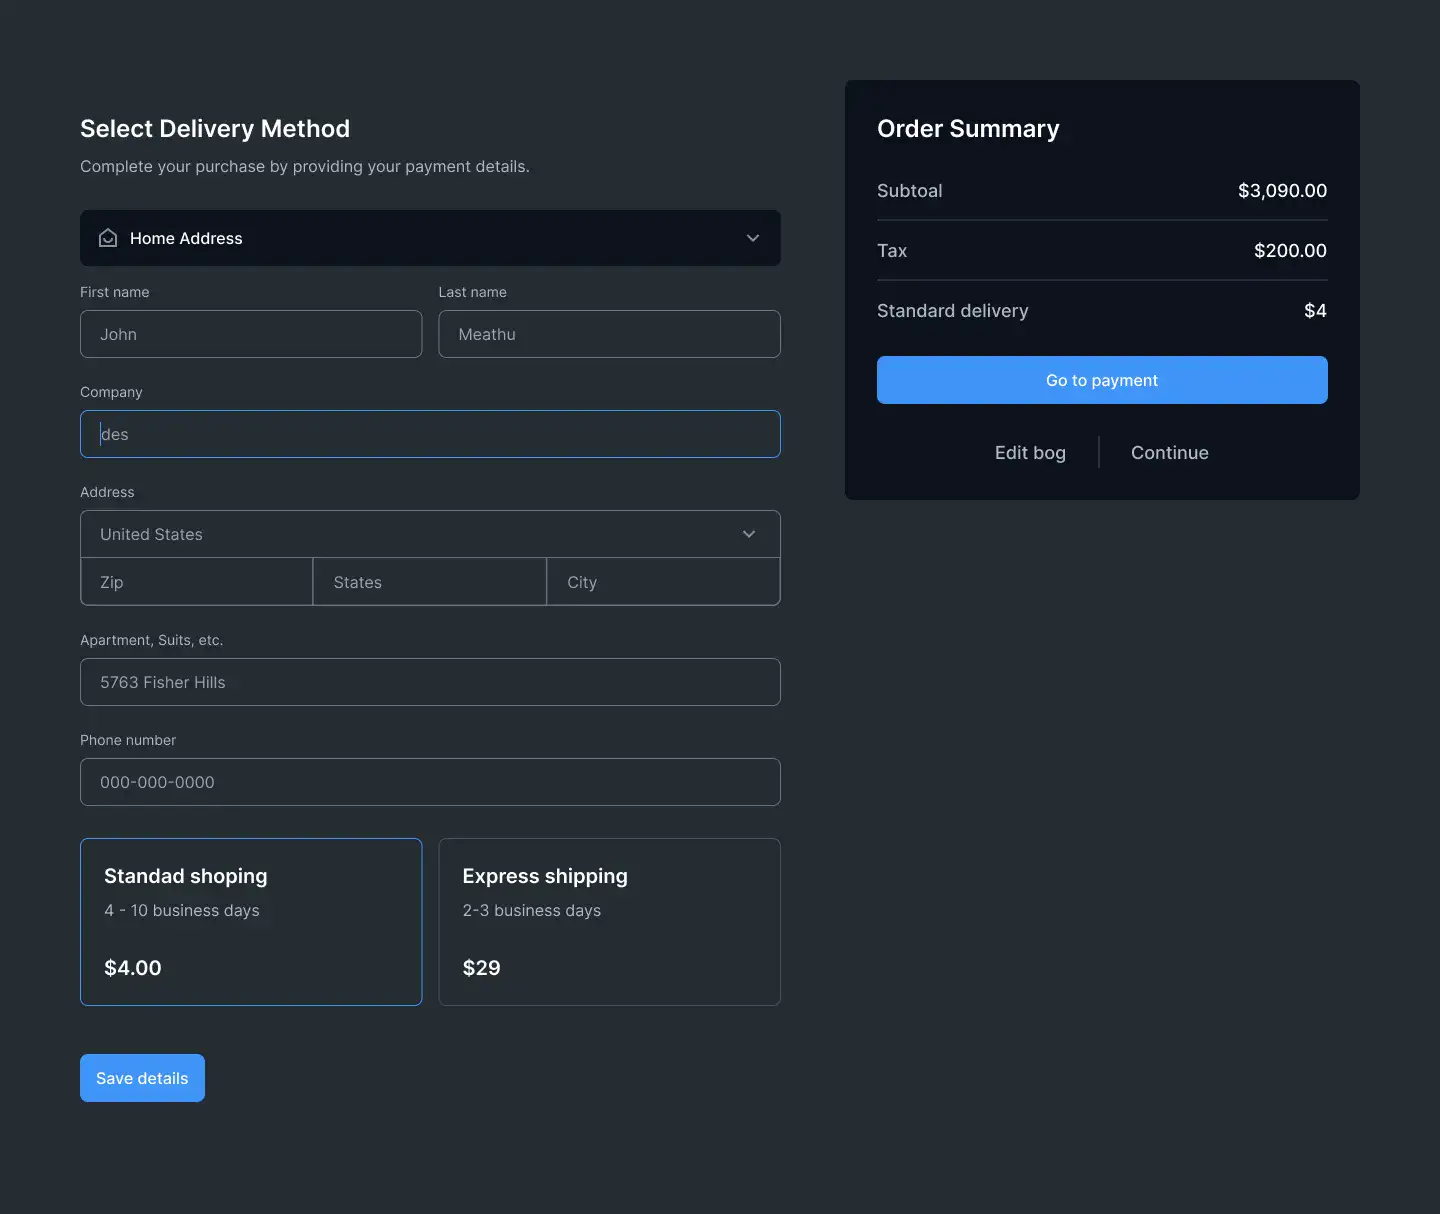 Select Delivery Method
Complete your purchase by providing your payment details.
Home Address
First name
Last name
John
Meathu
Company
des
Address
United States
Zip
States
City
Apartment, Suits, etc.
5763 Fisher Hills
Phone number
000-000-0000
Standad shoping
4 - 10 business days
$4.00
Express shipping
2-3 business days
$29
Save details
Order Summary
Subtoal $3,090.00
Tax $200.00
Standard delivery $4
Go to payment
Edit bog
Continue